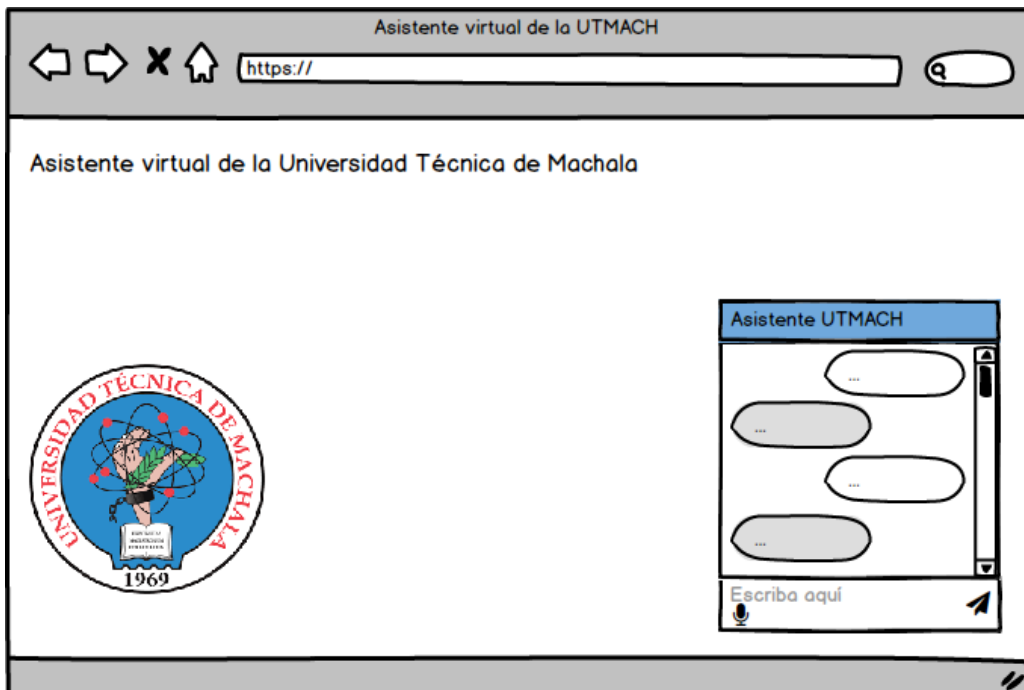 Asistente virtual de la UTMACH
https://
Asistente virtual de la Universidad Técnica de Machala
Asistente UTMACH
...
...
...
...
Escriba aquí
UNIVERSIDAD TÉCNICA DE MACHALA
1969